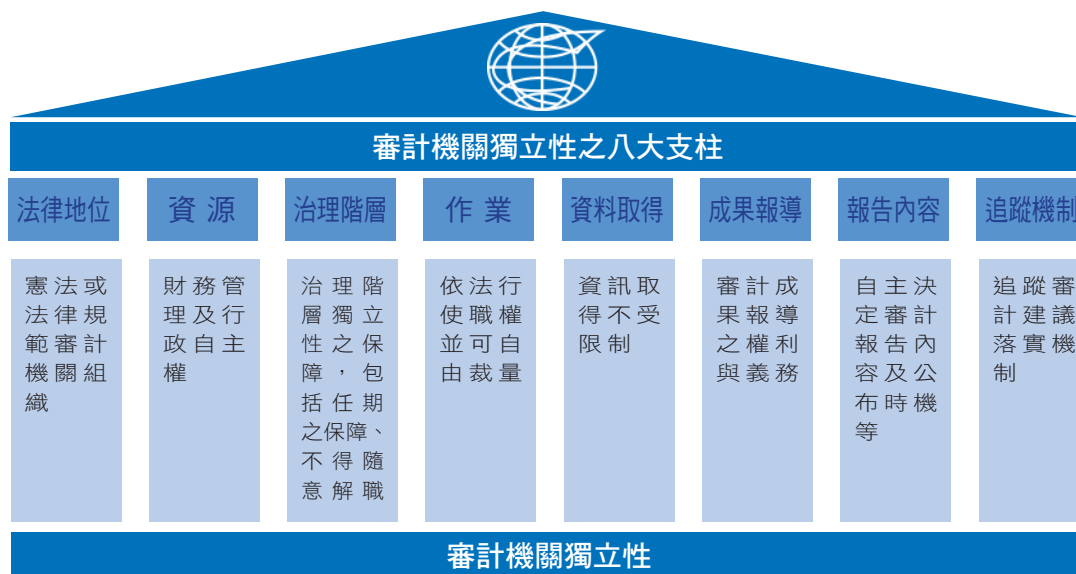 審計機關獨立性之八大支柱
法律地位
資源
治理階層
作業
資料取得
成果報導
報告內容
追蹤機制
憲法或
法律規
範審計
機關組
織
財務管
理及行
政自主
權
治理階
層獨立
性之保
障，包
括任期
之保障、
不得隨
意解職
依法行
使職權
並可自
由裁量
資訊取
得不受
限制
審計成
果報導
之權利
與義務
自主決
定審計
報告內
容及公
布時機
等
追蹤審
計建議
落實機
制
審計機關獨立性